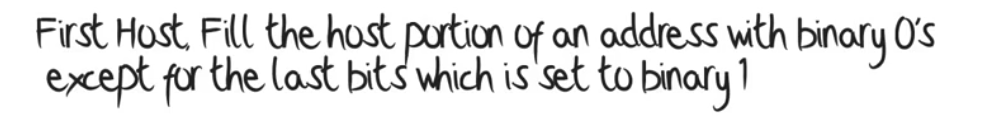 First Host, Fill the host portion of an address with binary 0's
except for the last bits which is set to binary 1